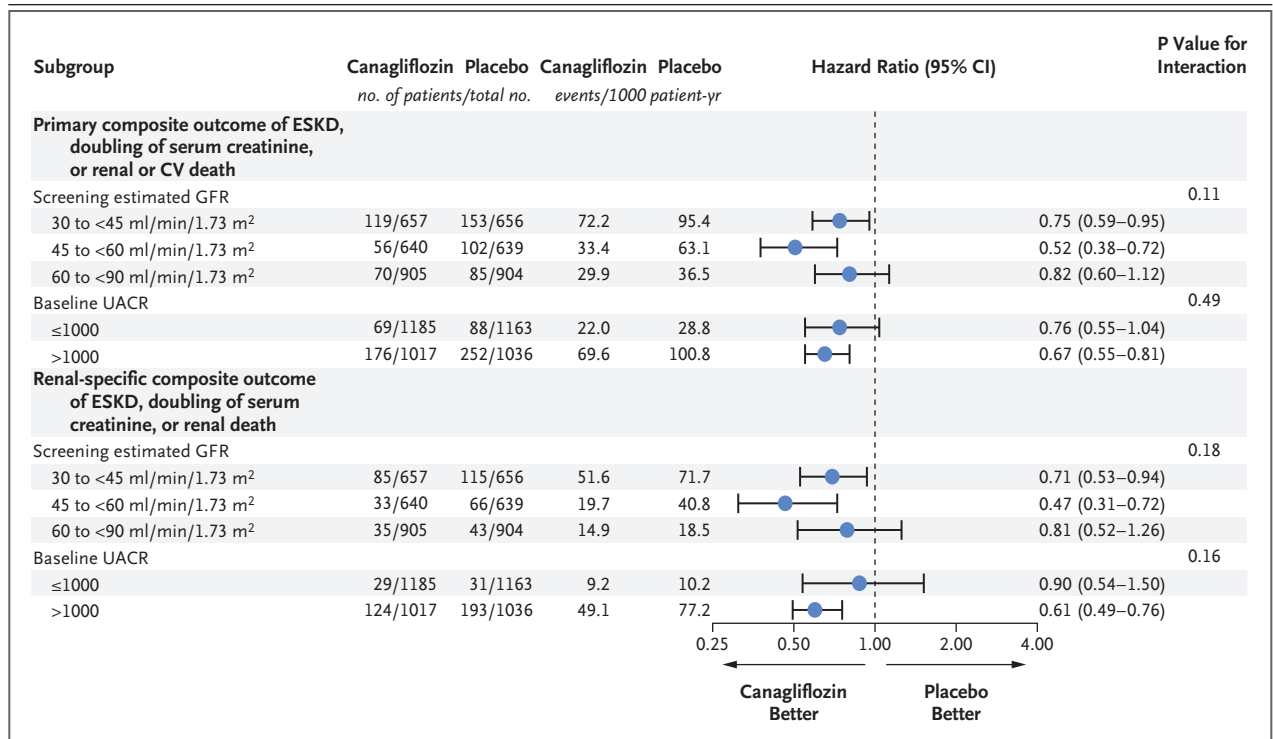 P Value for
Subgroup Canagliflozin Placebo Canagliflozin Placebo Hazard Ratio (95% CI) Interaction
no. of patients/total no. events/1000 patient-yr
Primary composite outcome of ESKD,
doubling of serum creatinine,
or renal or CV death
Screening estimated GFR 0.11
30 to <45 ml/min/1.73 m² 119/657 153/656 72.2 95.4 0.75 (0.59–0.95)
45 to <60 ml/min/1.73 m² 56/640 102/639 33.4 63.1 0.52 (0.38–0.72)
60 to <90 ml/min/1.73 m² 70/905 85/904 29.9 36.5 0.82 (0.60–1.12)
Baseline UACR 0.49
≤1000 69/1185 88/1163 22.0 28.8 0.76 (0.55–1.04)
>1000 176/1017 252/1036 69.6 100.8 0.67 (0.55–0.81)
Renal-specific composite outcome
of ESKD, doubling of serum
creatinine, or renal death
Screening estimated GFR 0.18
30 to <45 ml/min/1.73 m² 85/657 115/656 51.6 71.7 0.71 (0.53–0.94)
45 to <60 ml/min/1.73 m² 33/640 66/639 19.7 40.8 0.47 (0.31–0.72)
60 to <90 ml/min/1.73 m² 35/905 43/904 14.9 18.5 0.81 (0.52–1.26)
Baseline UACR 0.16
≤1000 29/1185 31/1163 9.2 10.2 0.90 (0.54–1.50)
>1000 124/1017 193/1036 49.1 77.2 0.61 (0.49–0.76)
0.25 0.50 1.00 2.00 4.00
Canagliflozin Placebo
Better Better